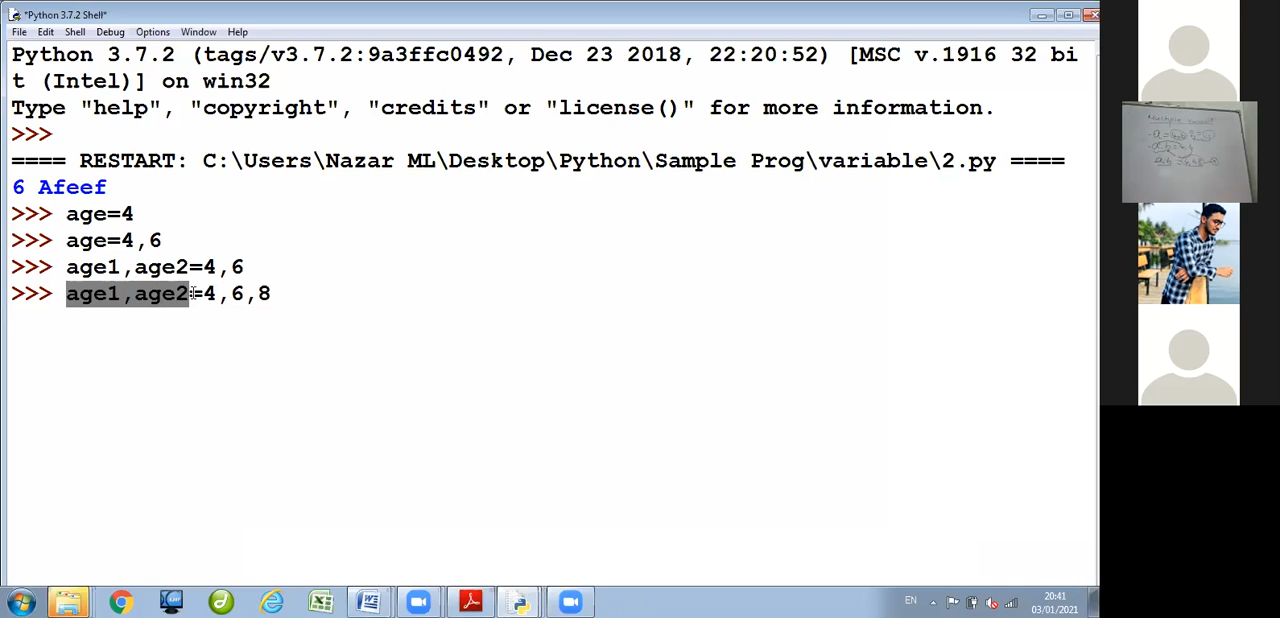 *Python 3.7.2 Shell*
File Edit Shell Debug Options Window Help
Python 3.7.2 (tags/v3.7.2:9a3ffc0492, Dec 23 2018, 22:20:52) [MSC v.1916 32 bi
t (Intel)] on win32
Type "help", "copyright", "credits" or "license()" for more information.
>>>
==== RESTART: C:\Users\Nazar ML\Desktop\Python\Sample Prog\variable\2.py ====
6 Afeef
>>> age=4
>>> age=4,6
>>> age1,age2=4,6
>>> age1,age2=4,6,8
EN
20:41
03/01/2021